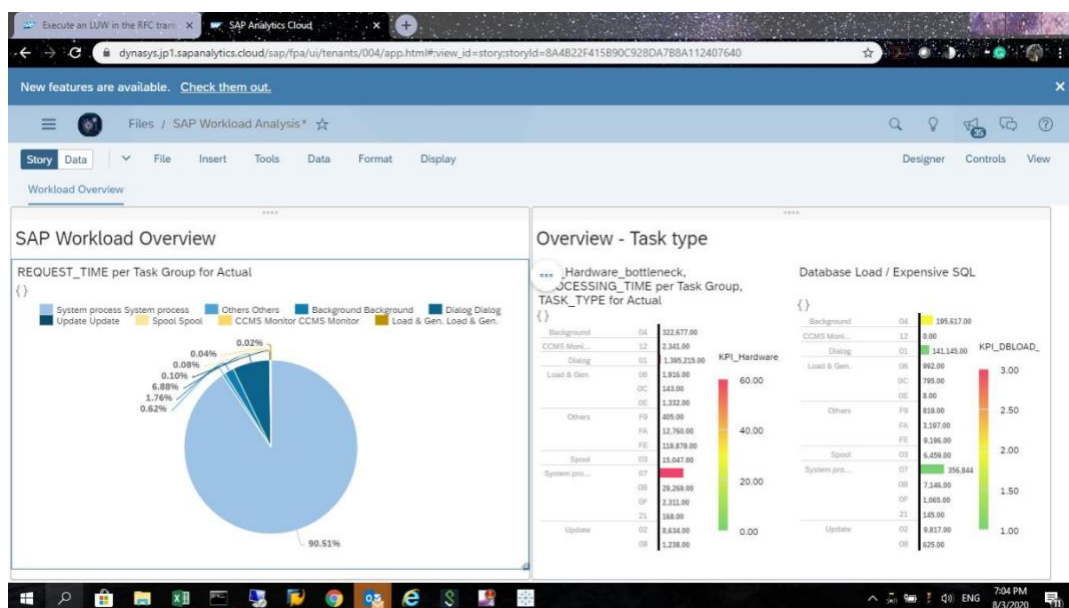 Execute an LUW in the RFC trans
SAP Analytics Cloud
dynasys.jp1.sapanalytics.cloud/sap/fpa/ui/tenants/004/app.html#;view_id=story;storyId=8A4B22F415B90C928DA7B8A112407640
New features are available. Check them out.
Files / SAP Workload Analysis* ☆
35
Story Data File Insert Tools Data Format Display
Designer Controls View
Workload Overview
SAP Workload Overview
REQUEST_TIME per Task Group for Actual
{}
System process System process Others Others Background Background Dialog Dialog
Update Update Spool Spool CCMS Monitor CCMS Monitor Load & Gen. Load & Gen.
0.02%
0.04%
0.08%
0.10%
6.88%
1.76%
0.62%
90.51%
Overview - Task type
_Hardware_bottleneck,
OCESSING_TIME per Task Group,
TASK_TYPE for Actual
{}
Background 04 322,677.00
CCMS Moni... 12 2,341.00
Dialog 01 1,395,215.00
Load & Gen. 0B 1,916.00
0C 143.00
0E 1,332.00
Others F9 405.00
FA 12,760.00
FE 119,879.00
Spool 03 15,047.00
System pro... 07
0B 29,269.00
0F 2,311.00
21 168.00
Update 02 8,634.00
08 1,238.00
KPI_Hardware_
60.00
40.00
20.00
0.00
Database Load / Expensive SQL
{}
Background 04 195,617.00
CCMS Moni... 12 0.00
Dialog 01 141,145.00
Load & Gen. 992.00
0C 795.00
0E 8.00
Others F9 819.00
FA 3,197.00
FE 9,196.00
Spool 03 6,459.00
System pro... 07 356,844
0B 7,146.00
0F 1,065.00
21 145.00
Update 02 9,817.00
08 625.00
KPI_DBLOAD_
3.00
2.50
2.00
1.50
1.00
ENG
7:04 PM
8/3/2020